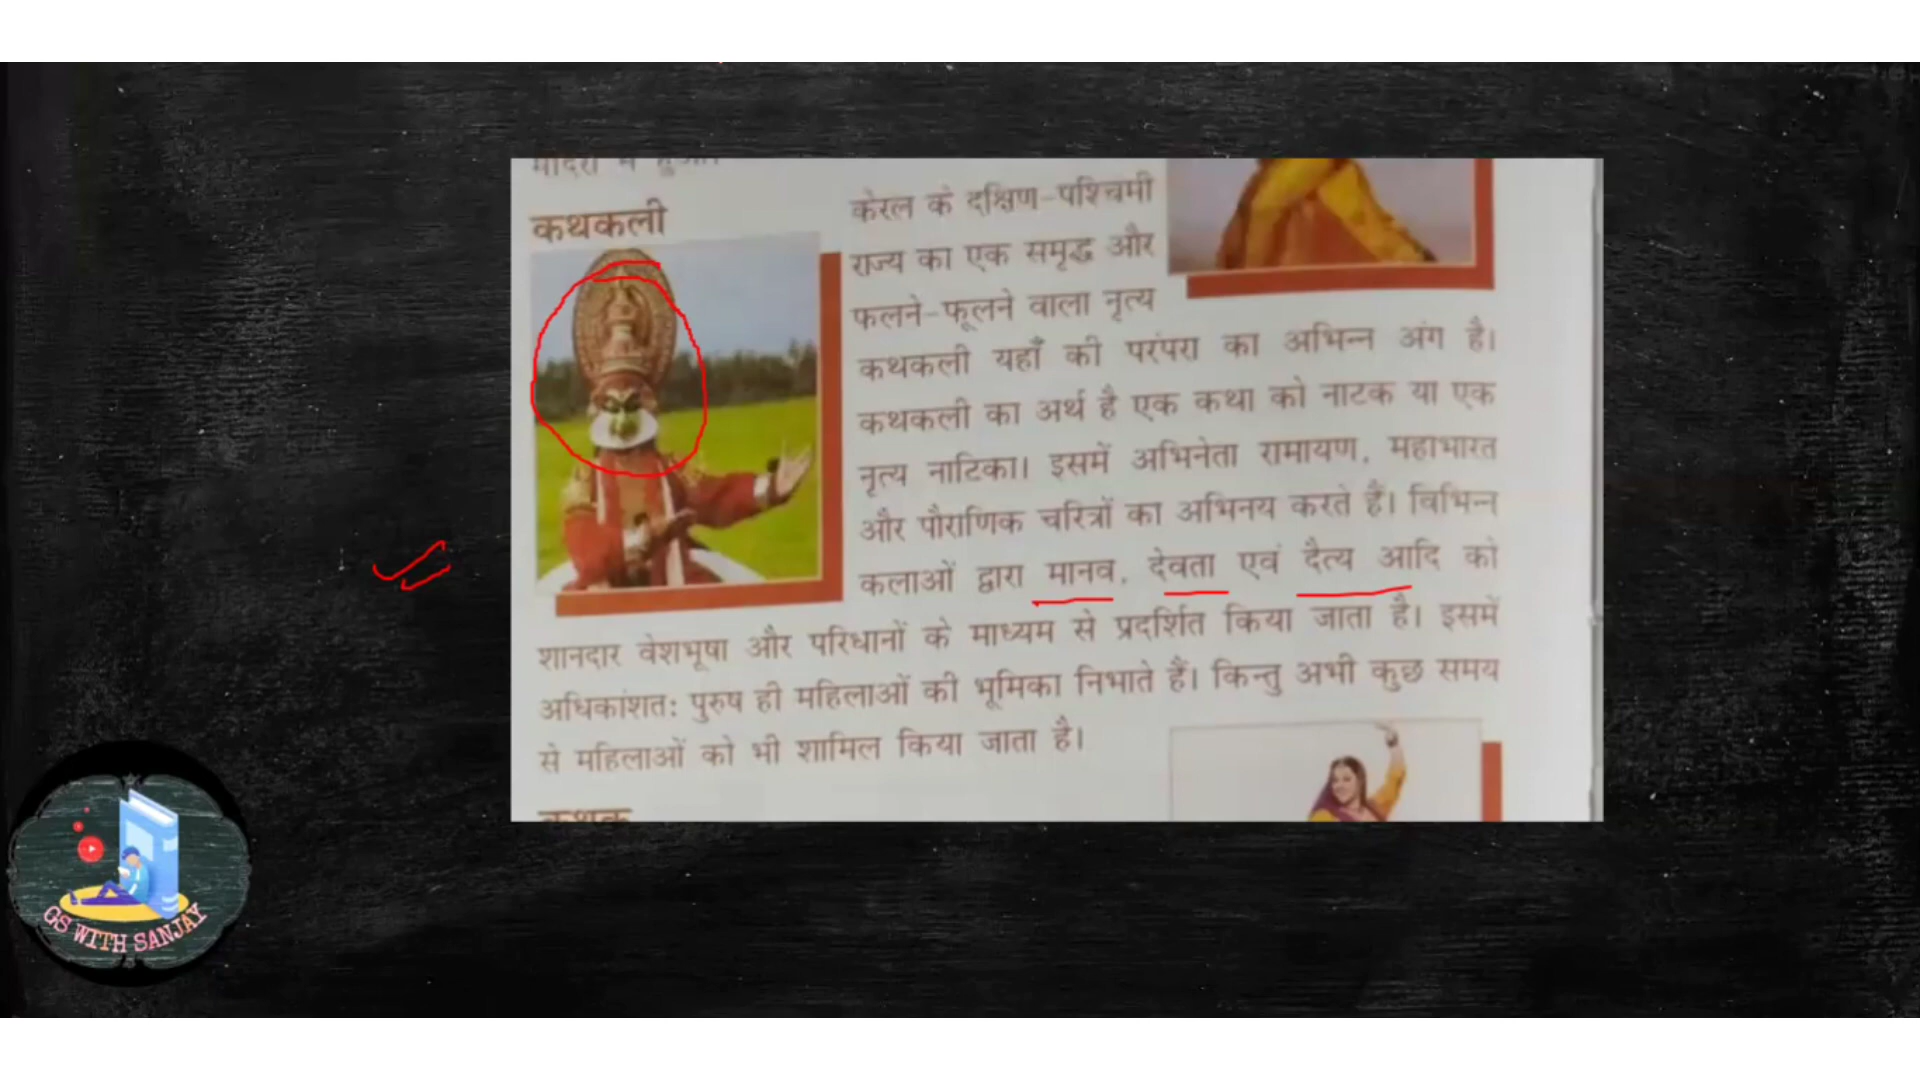 मंदिरों में हुआ।
कथकली
केरल के दक्षिण-पश्चिमी
राज्य का एक समृद्ध और
फलने-फूलने वाला नृत्य
कथकली यहाँ की परंपरा का अभिन्न अंग है।
कथकली का अर्थ है एक कथा को नाटक या एक
नृत्य नाटिका। इसमें अभिनेता रामायण, महाभारत
और पौराणिक चरित्रों का अभिनय करते हैं। विभिन्न
कलाओं द्वारा मानव, देवता एवं दैत्य आदि को
शानदार वेशभूषा और परिधानों के माध्यम से प्रदर्शित किया जाता है। इसमें
अधिकांशतः पुरुष ही महिलाओं की भूमिका निभाते हैं। किन्तु अभी कुछ समय
से महिलाओं को भी शामिल किया जाता है।
कथक
GS WITH SANJAY